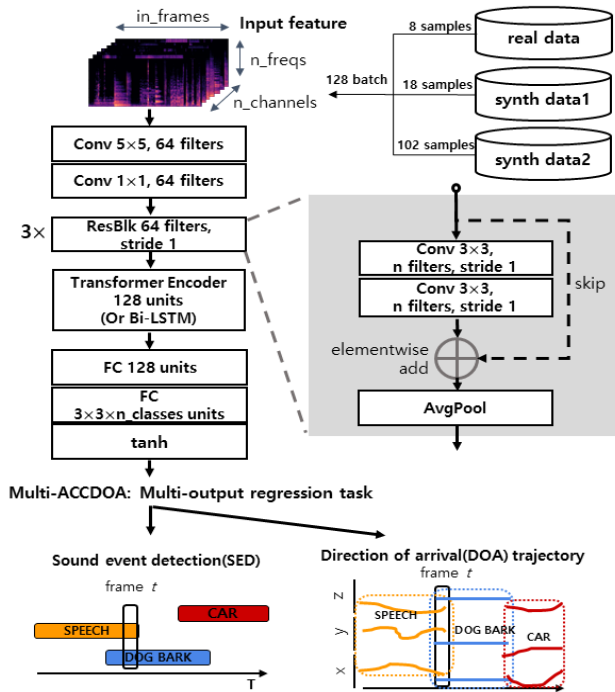 in_frames
Input feature
n_freqs
n_channels
8 samples
real data
128 batch
18 samples
synth data1
102 samples
synth data2
Conv 5×5, 64 filters
Conv 1×1, 64 filters
3×
ResBlk 64 filters,
stride 1
Transformer Encoder
128 units
(Or Bi-LSTM)
FC 128 units
FC
3×3×n_classes units
tanh
Conv 3×3,
n filters, stride 1
Conv 3×3,
n filters, stride 1
skip
elementwise
add
AvgPool
Multi-ACCDOA: Multi-output regression task
Sound event detection(SED)
frame t
CAR
SPEECH
DOG BARK
T
Direction of arrival(DOA) trajectory
frame t
z
SPEECH
y
DOG BARK
CAR
x